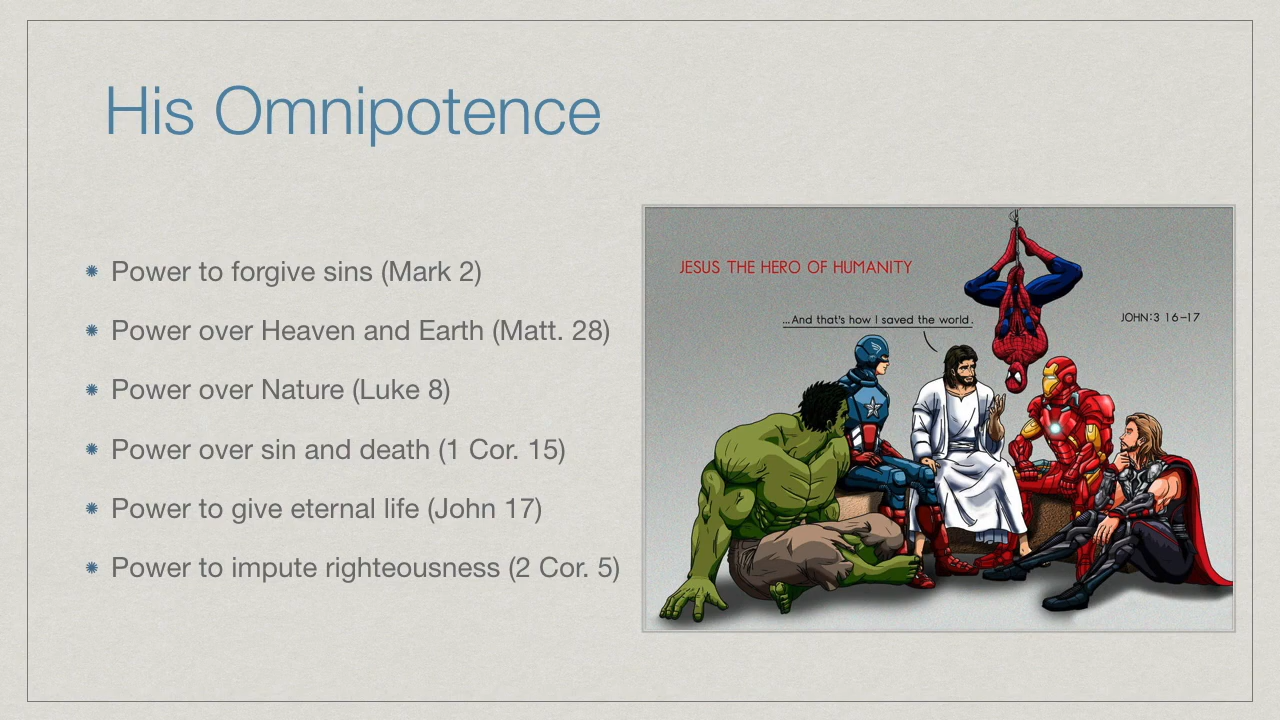 His Omnipotence
Power to forgive sins (Mark 2)
Power over Heaven and Earth (Matt. 28)
Power over Nature (Luke 8)
Power over sin and death (1 Cor. 15)
Power to give eternal life (John 17)
Power to impute righteousness (2 Cor. 5)
JESUS THE HERO OF HUMANITY
...And that's how I saved the world.
JOHN:3 16-17